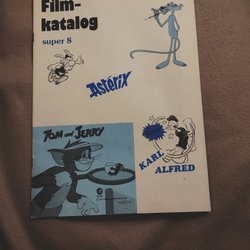 Film-
katalog
super 8
Astérix
TOM and JERRY
KARL
ALFRED